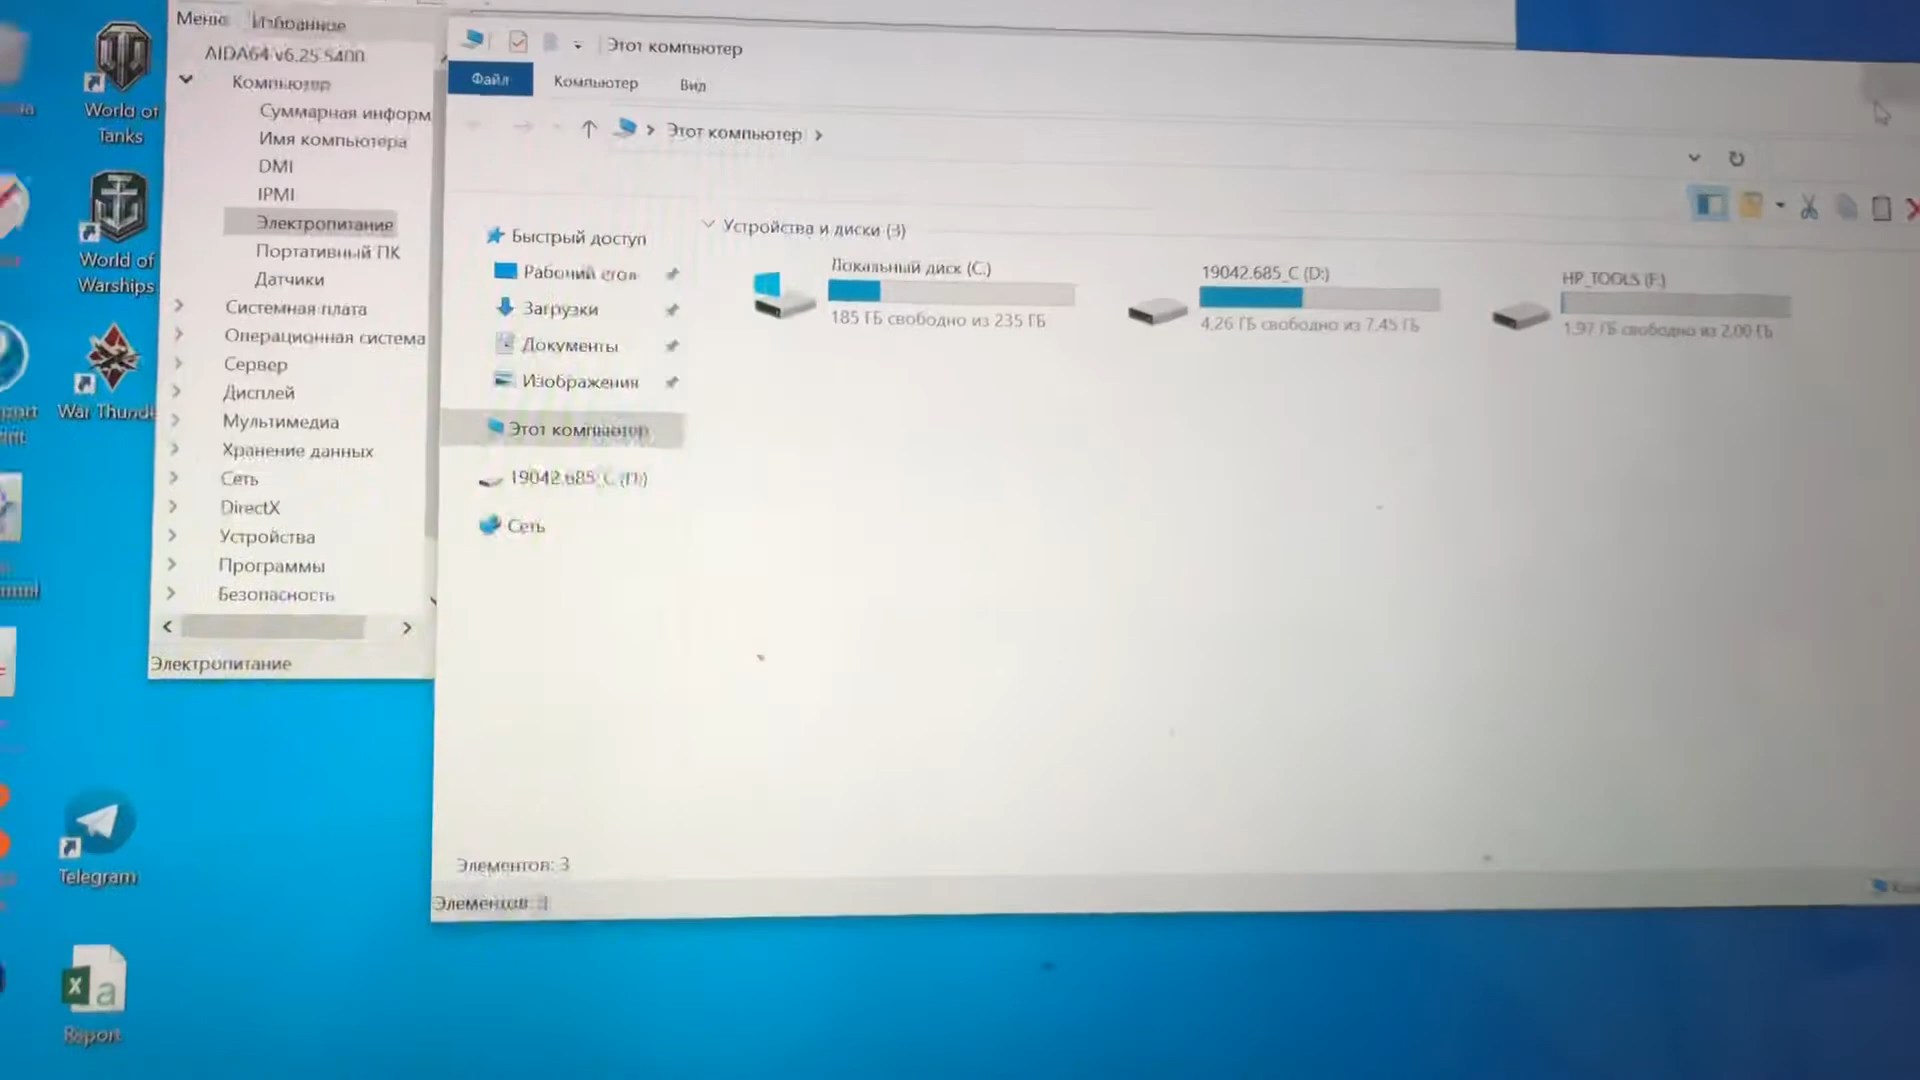 World of
Tanks
World of
Warships
War Thund
Telegram
Report
Меню
Избранное
AIDA64 v6.25.5400
Компьютер
Суммарная информ
Имя компьютера
DMI
IPMI
Электропитание
Портативный ПК
Датчики
Системная плата
Операционная система
Сервер
Дисплей
Мультимедиа
Хранение данных
Сеть
DirectX
Устройства
Программы
Безопасность
Электропитание
Этот компьютер
Файл
Компьютер
Вид
Этот компьютер
Быстрый доступ
Рабочий стол
Загрузки
Документы
Изображения
Этот компьютер
19042.685_C (D:)
Сеть
Устройства и диски (3)
Локальный диск (C:)
185 ГБ свободно из 235 ГБ
19042.685_C (D:)
4,26 ГБ свободно из 7,45 ГБ
HP_TOOLS (F:)
1,97 ГБ свободно из 2,00 ГБ
Элементов: 3
Элементов: